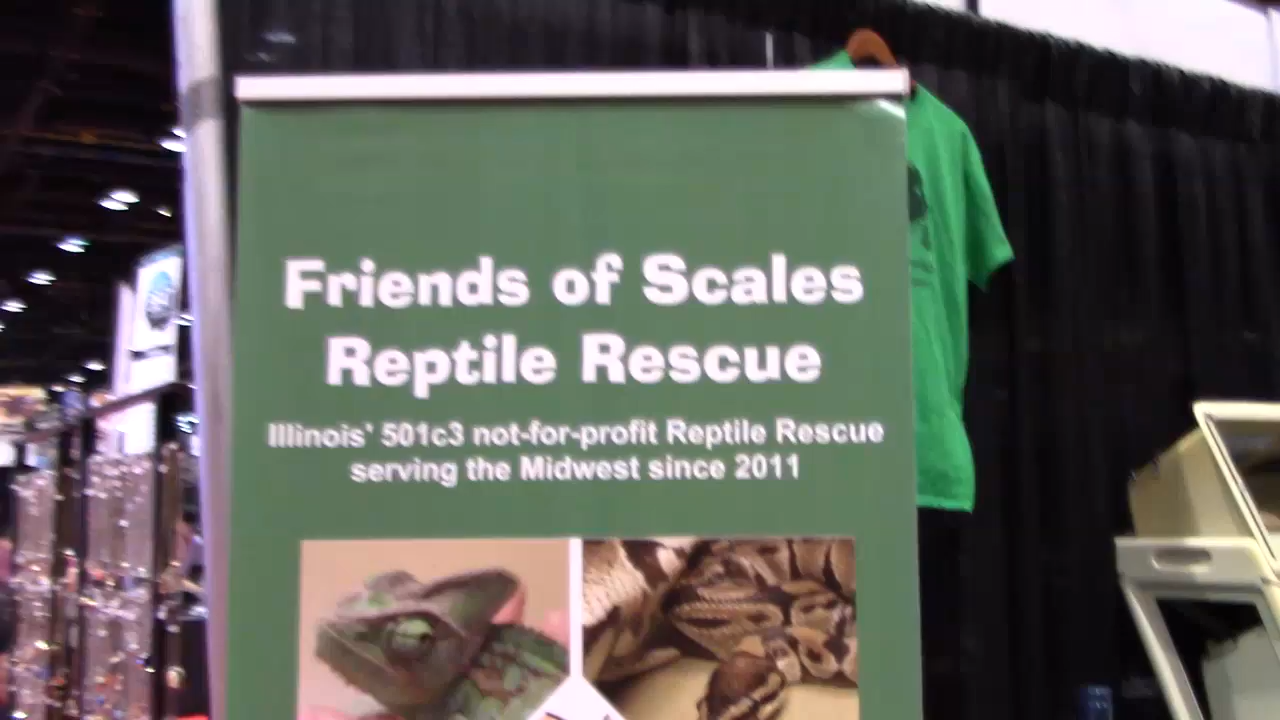 Friends of Scales
Reptile Rescue
Illinois' 501c3 not-for-profit Reptile Rescue
serving the Midwest since 2011